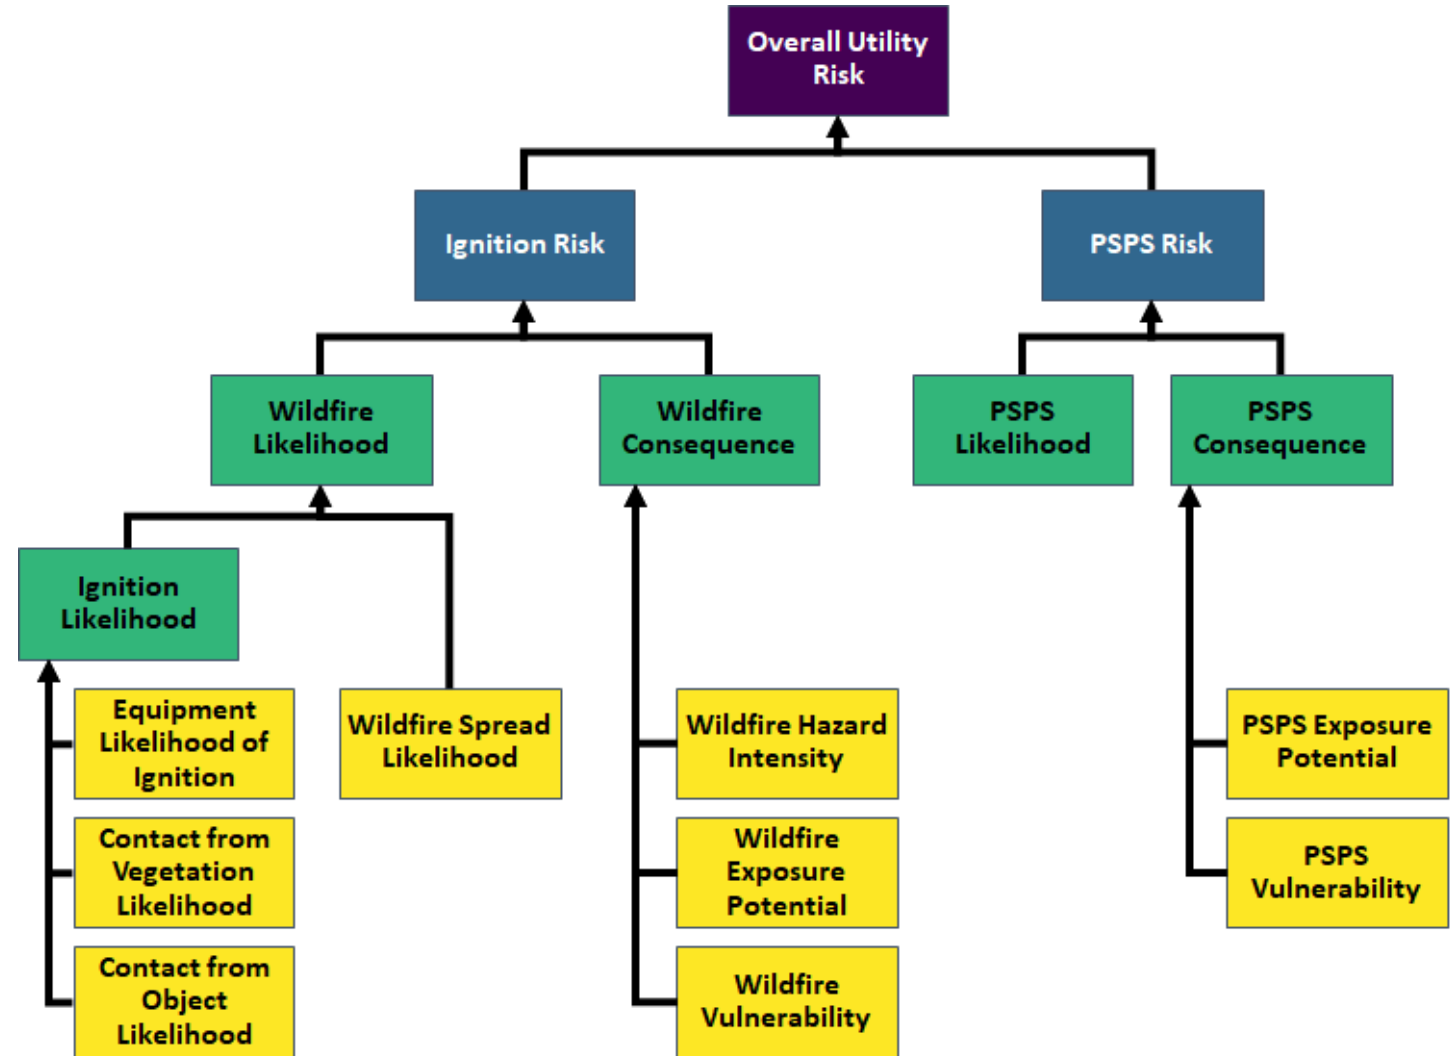 Overall Utility
Risk
Ignition Risk
PSPS Risk
Wildfire
Likelihood
Wildfire
Consequence
PSPS
Likelihood
PSPS
Consequence
Ignition
Likelihood
Equipment
Likelihood of
Ignition
Wildfire Spread
Likelihood
Wildfire Hazard
Intensity
PSPS Exposure
Potential
Contact from
Vegetation
Likelihood
Wildfire
Exposure
Potential
PSPS
Vulnerability
Contact from
Object
Likelihood
Wildfire
Vulnerability